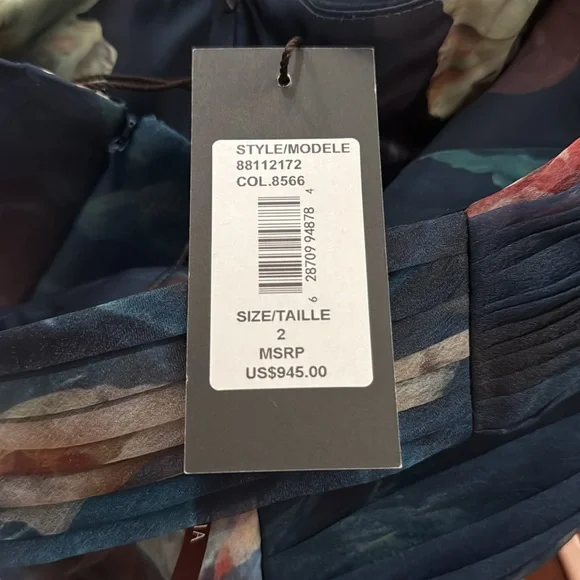 STYLE/MODELE
88112172
COL.8566
6 28709 94878 4
SIZE/TAILLE
2
MSRP
US$945.00